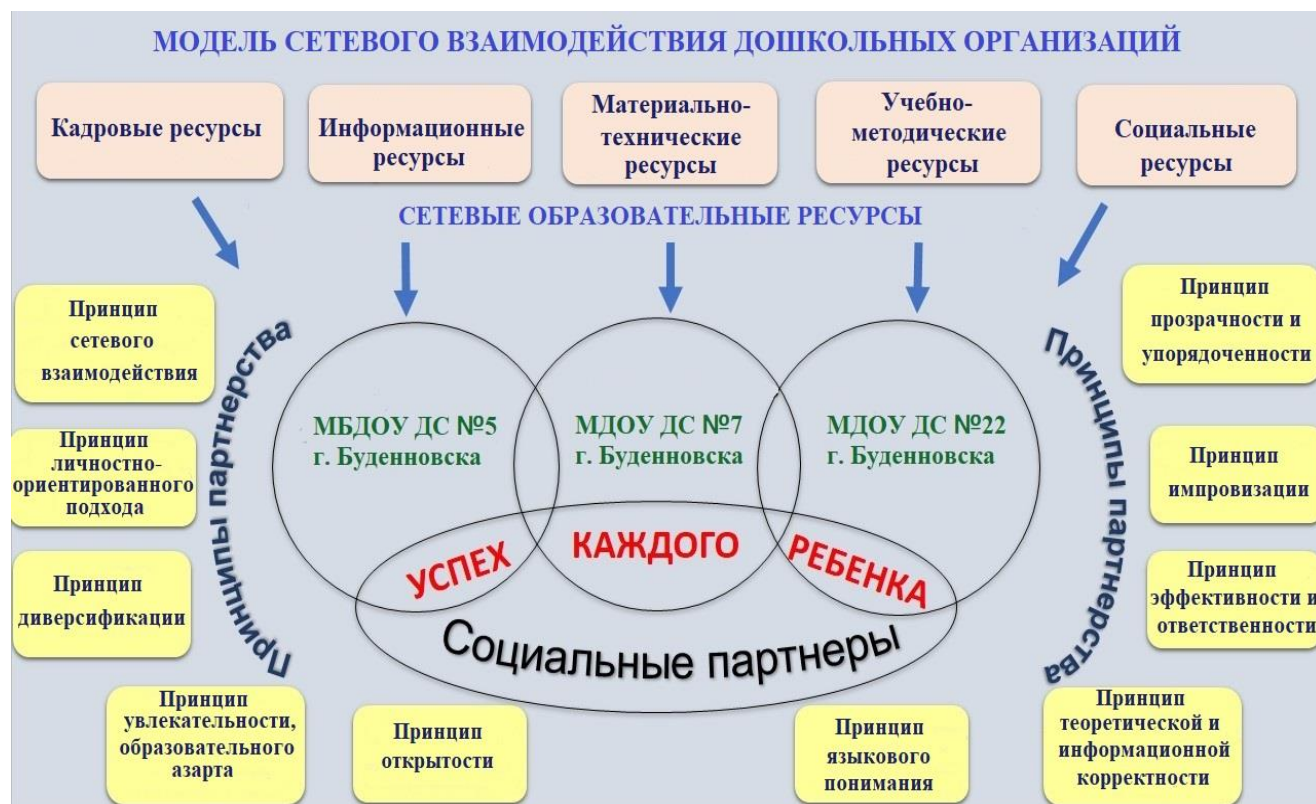 МОДЕЛЬ СЕТЕВОГО ВЗАИМОДЕЙСТВИЯ ДОШКОЛЬНЫХ ОРГАНИЗАЦИЙ
Кадровые ресурсы
Информационные
ресурсы
Материально-
технические
ресурсы
Учебно-
методические
ресурсы
Социальные
ресурсы
СЕТЕВЫЕ ОБРАЗОВАТЕЛЬНЫЕ РЕСУРСЫ
Принцип
сетевого
взаимодействия
Принцип
личностно-
ориентированного
подхода
Принцип
диверсификации
Принцип
увлекательности,
образовательного
азарта
Принцип
открытости
Принципы партнерства
МБДОУ ДС №5
г. Буденновска
МДОУ ДС №7
г. Буденновска
МДОУ ДС №22
г. Буденновска
УСПЕХ
КАЖДОГО
РЕБЕНКА
Социальные партнеры
Принципы партнерства
Принцип
прозрачности и
упорядоченности
Принцип
импровизации
Принцип
эффективности и
ответственности
Принцип
языкового
понимания
Принцип
теоретической и
информационной
корректности